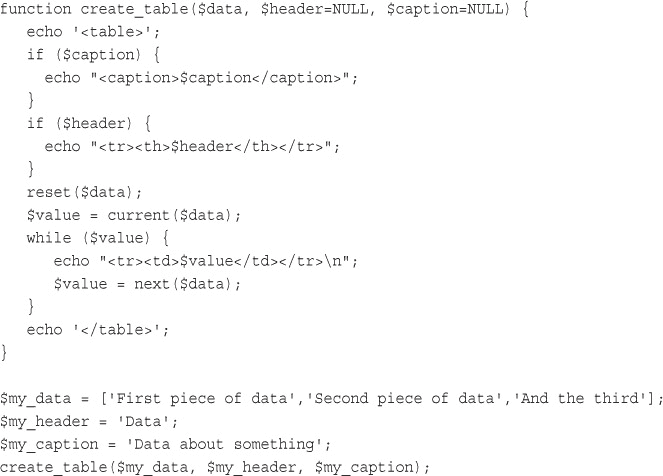 function create_table($data, $header=NULL, $caption=NULL) {
   echo '<table>';
   if ($caption) {
     echo "<caption>$caption</caption>";
   }
   if ($header) {
     echo "<tr><th>$header</th></tr>";
   }
   reset($data);
   $value = current($data);
   while ($value) {
      echo "<tr><td>$value</td></tr>\n";
      $value = next($data);
   }
   echo '</table>';
}

$my_data = ['First piece of data','Second piece of data','And the third'];
$my_header = 'Data';
$my_caption = 'Data about something';
create_table($my_data, $my_header, $my_caption);